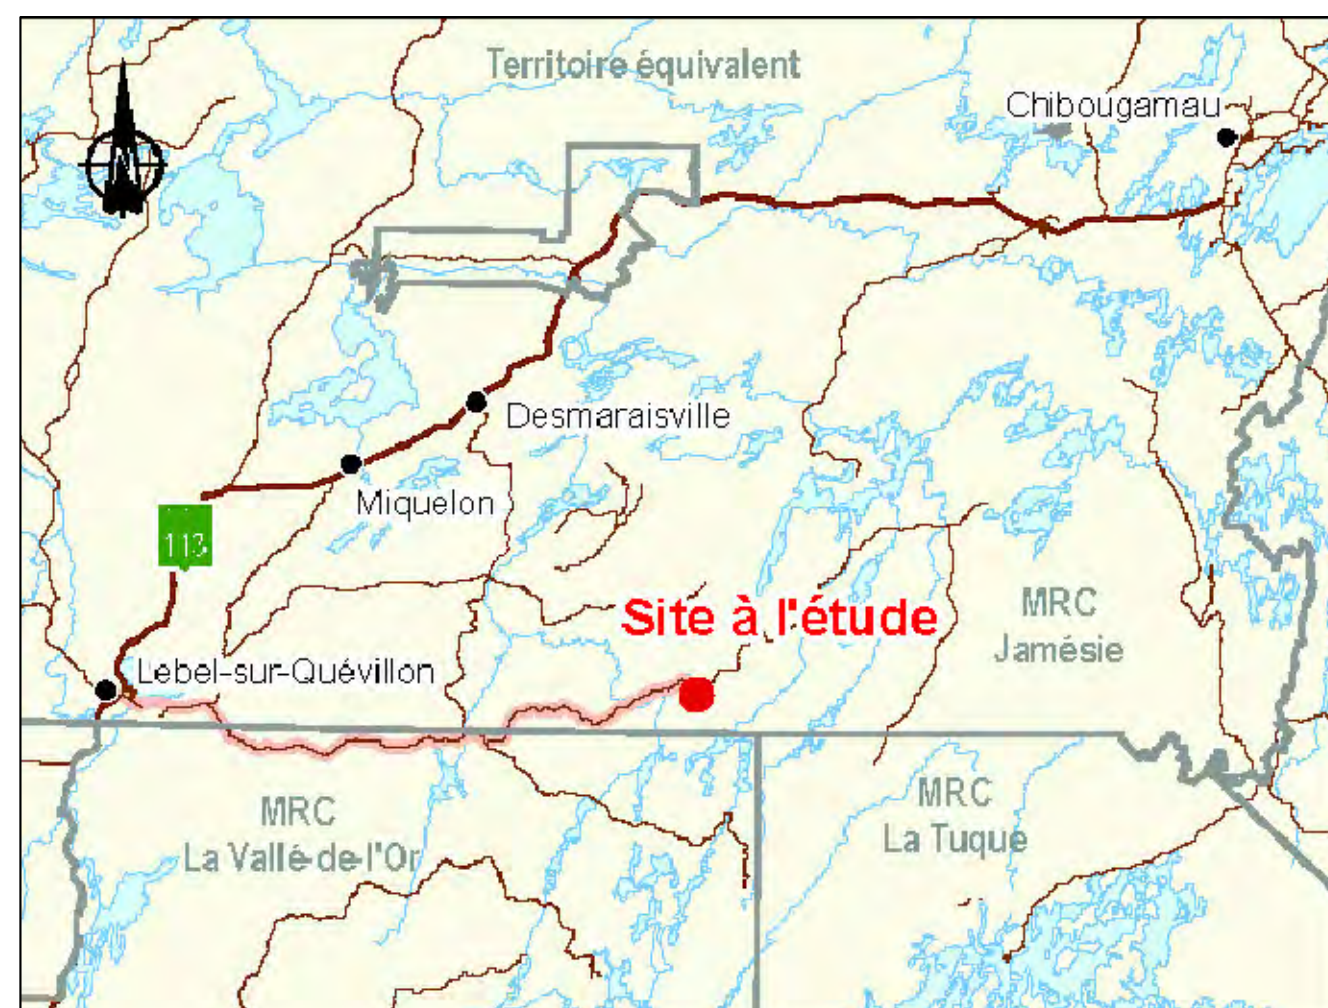 Territoire équivalent
Chibougamau
Desmaraisville
Miquelon
113
Site à l'étude
MRC
Jamésie
Lebel-sur-Quévillon
MRC
La Vallé-de-l'Or
MRC
La Tuque